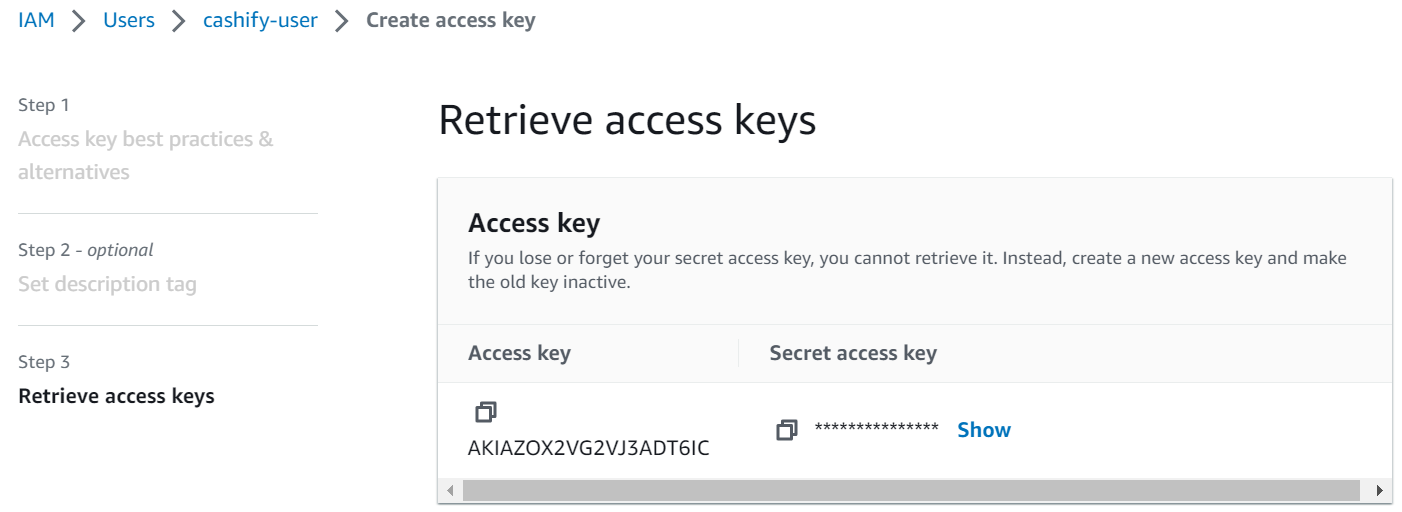 IAM > Users > cashify-user > Create access key
Step 1
Access key best practices &
alternatives
Step 2 - optional
Set description tag
Step 3
Retrieve access keys
Retrieve access keys
Access key
If you lose or forget your secret access key, you cannot retrieve it. Instead, create a new access key and make
the old key inactive.
Access key Secret access key
AKIAZOX2VG2VJ3ADT6IC
*************** Show